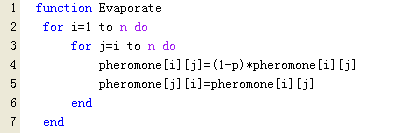 1 function Evaporate
2 for i=1 to n do
3 for j=i to n do
4 pheromone[i][j]=(1-p)*pheromone[i][j]
5 pheromone[j][i]=pheromone[i][j]
6 end
7 end